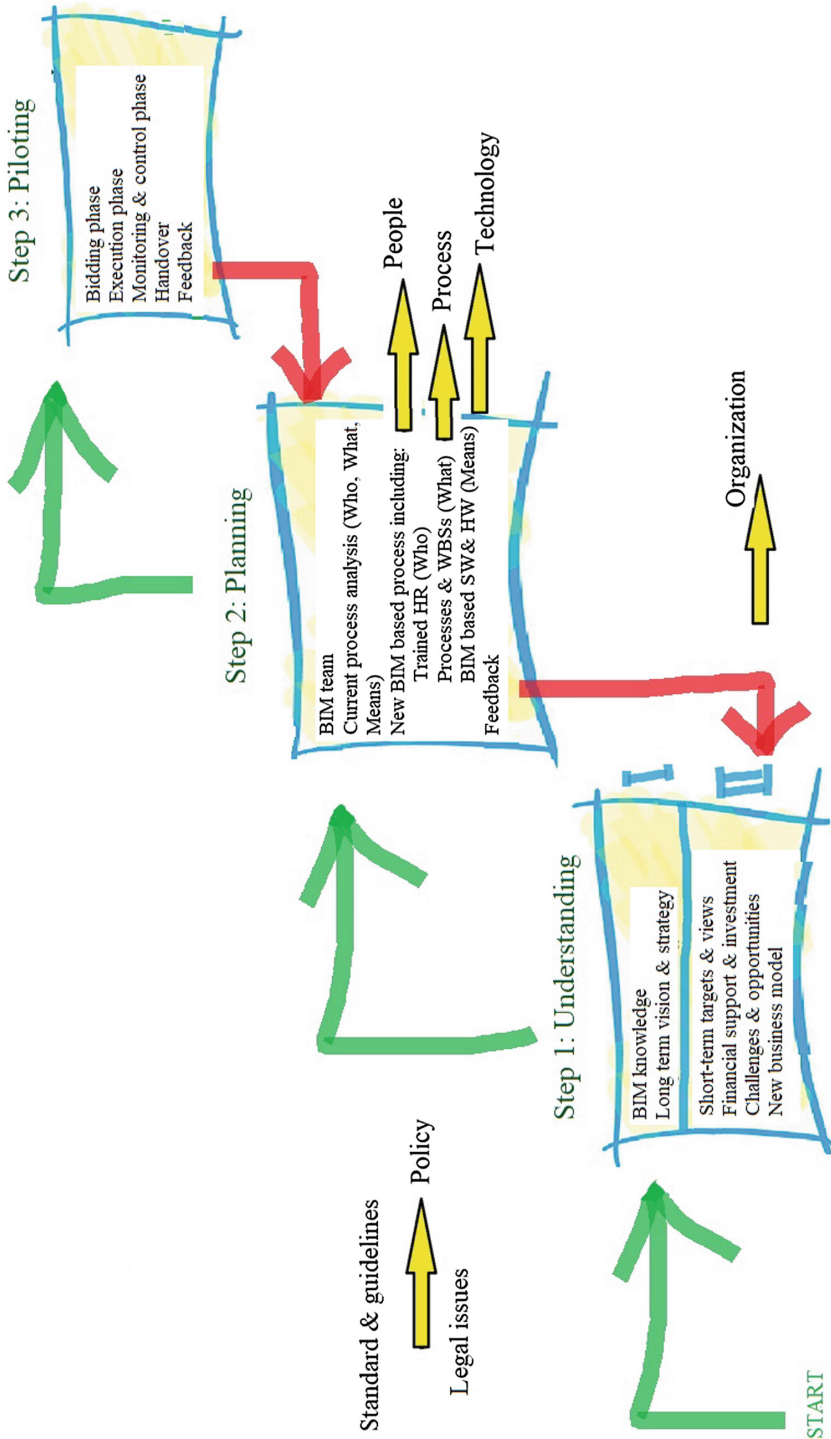 Step 3: Piloting
Bidding phase
Execution phase
Monitoring & control phase
Handover
Feedback
Step 2: Planning
BIM team
Current process analysis (Who, What,
Means)
New BIM based process including:
Trained HR (Who)
Processes & WBSs (What)
BIM based SW& HW (Means)
Feedback
People
Process
Technology
Standard & guidelines
Policy
Legal issues
Step 1: Understanding
BIM knowledge
Long term vision & strategy
I
Short-term targets & views
Financial support & investment
Challenges & opportunities
New business model
II
Organization
START